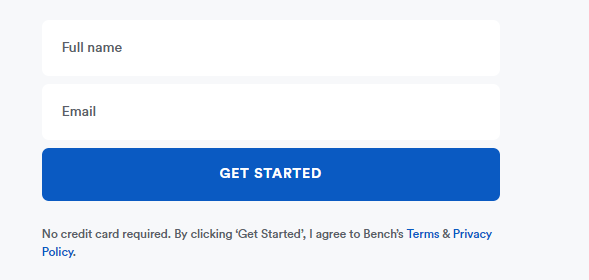 Full name
Email
GET STARTED
No credit card required. By clicking ‘Get Started’, I agree to Bench’s Terms & Privacy
Policy.